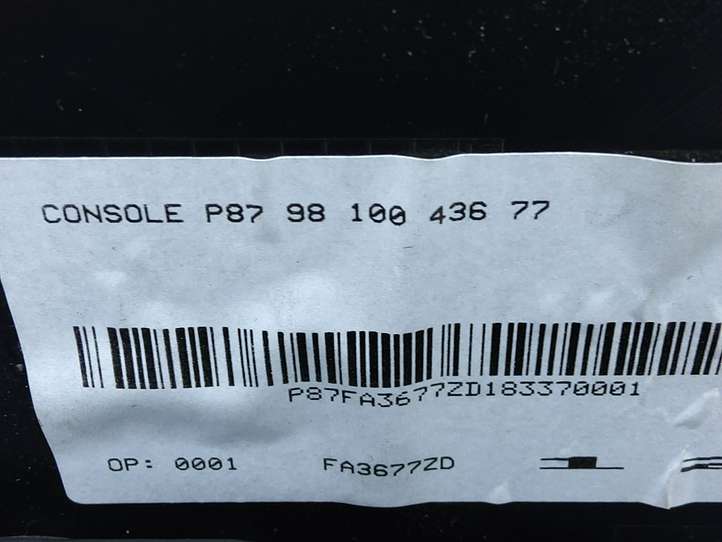 CONSOLE P87 98 100 436 77
P87FA3677ZD183370001
OP: 0001 FA3677ZD